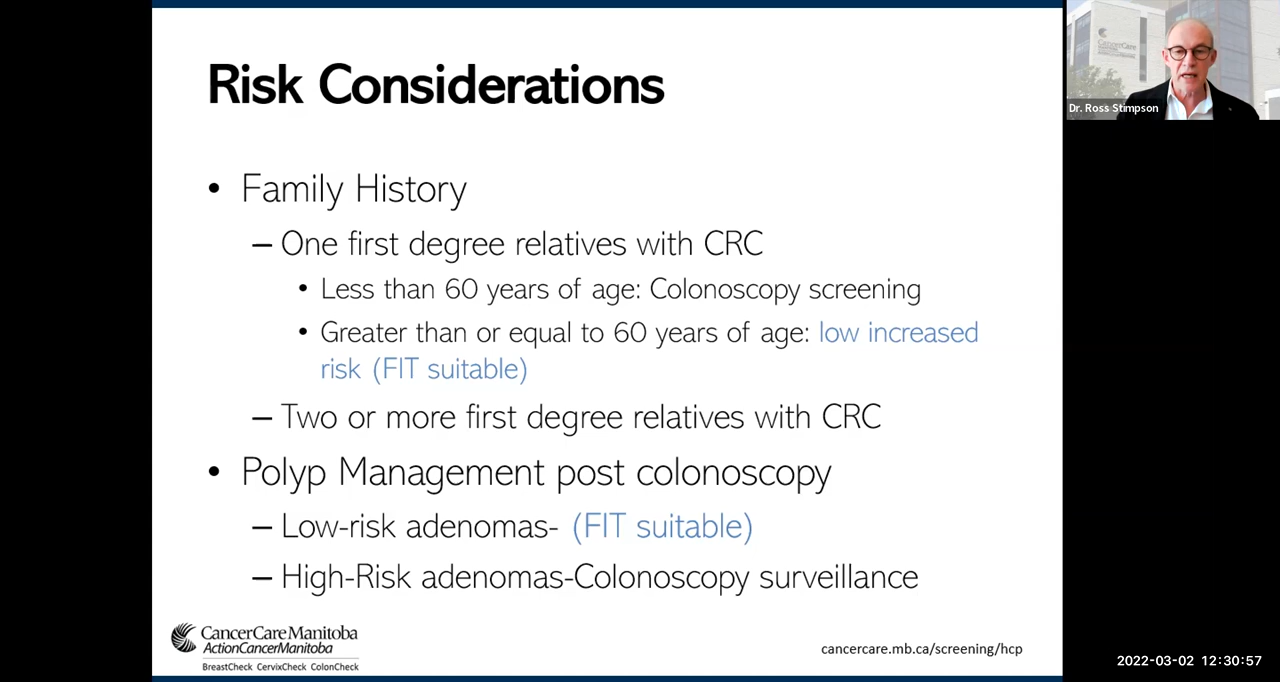 Risk Considerations
• Family History
– One first degree relatives with CRC
• Less than 60 years of age: Colonoscopy screening
• Greater than or equal to 60 years of age: low increased
risk (FIT suitable)
– Two or more first degree relatives with CRC
• Polyp Management post colonoscopy
– Low-risk adenomas- (FIT suitable)
– High-Risk adenomas-Colonoscopy surveillance
CancerCare Manitoba
ActionCancerManitoba
BreastCheck CervixCheck ColonCheck
cancercare.mb.ca/screening/hcp
CancerCare
Dr. Ross Stimpson
2022-03-02 12:30:57